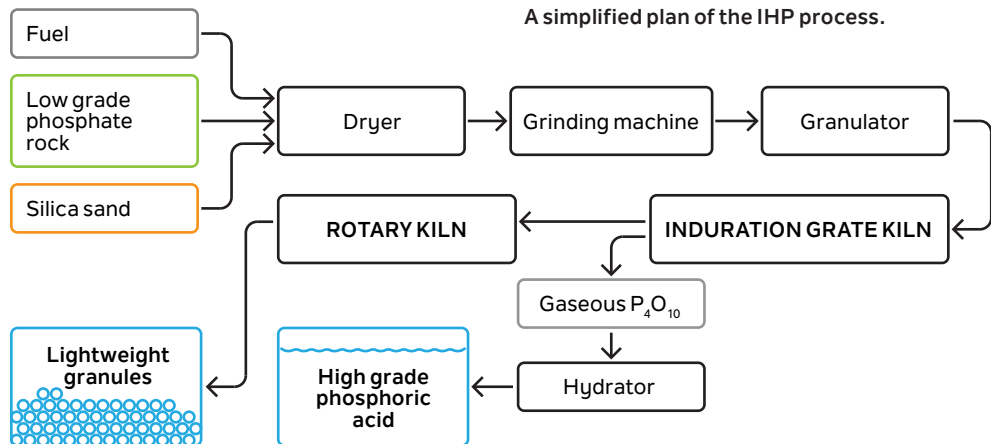 A simplified plan of the IHP process.
Fuel
Low grade
phosphate
rock
Silica sand
Dryer
Grinding machine
Granulator
ROTARY KILN
INDURATION GRATE KILN
Gaseous P₄O₁₀
Hydrator
High grade
phosphoric
acid
Lightweight
granules